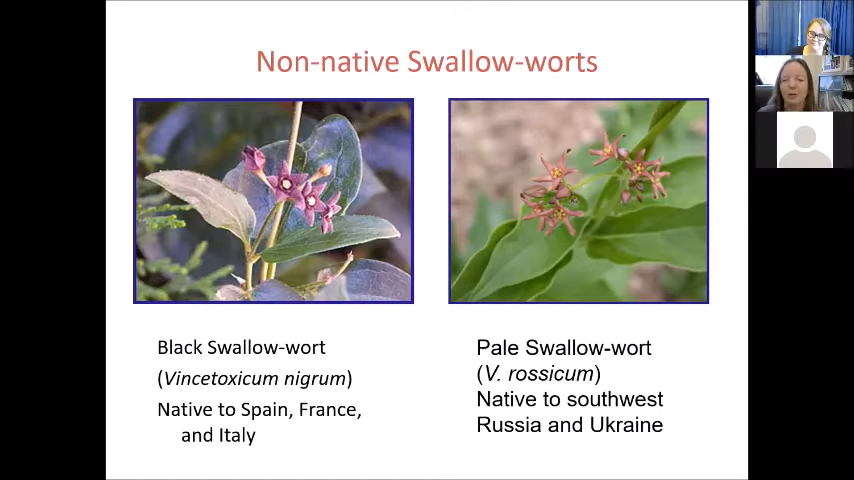 Non-native Swallow-worts
Black Swallow-wort
(Vincetoxicum nigrum)
Native to Spain, France,
and Italy
Pale Swallow-wort
(V. rossicum)
Native to southwest
Russia and Ukraine